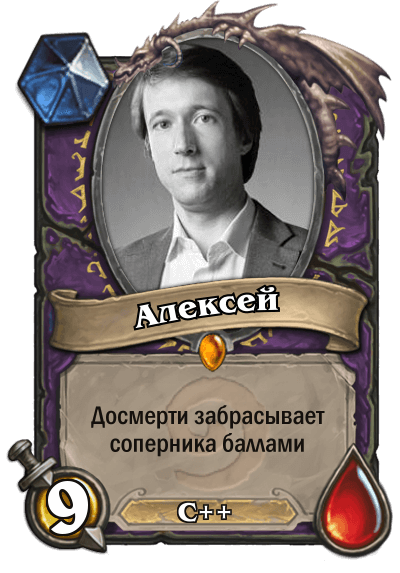 Алексей
Досмерти забрасывает
соперника баллами
9
C++